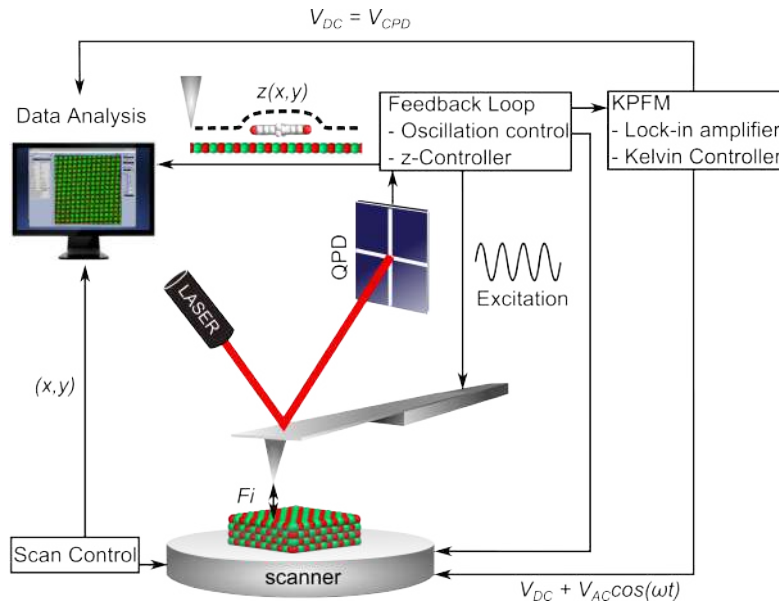 V_DC = V_CPD
z(x,y)
Data Analysis
Feedback Loop
- Oscillation control
- z-Controller
KPFM
- Lock-in amplifier
- Kelvin Controller
QPD
LASER
Excitation
(x,y)
Fi
Scan Control
scanner
V_DC + V_AC cos(ωt)